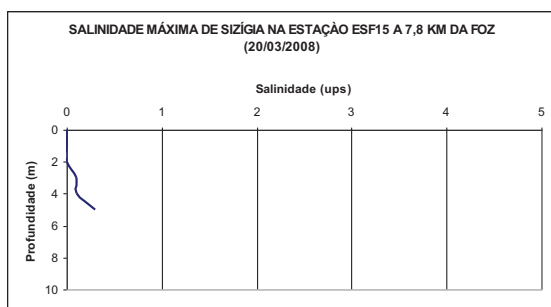 SALINIDADE MÁXIMA DE SIZÍGIA NA ESTAÇÀO ESF15 A 7,8 KM DA FOZ
(20/03/2008)
Salinidade (ups)
0 1 2 3 4 5
Profundidade (m)
0
2
4
6
8
10